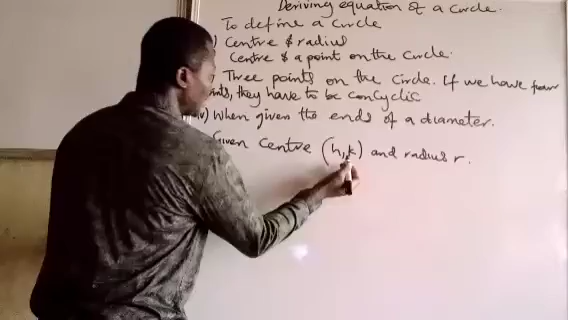 Deriving equation of a circle.
To define a circle
) Centre & radius
Centre & a point on the circle.
Three points on the circle. If we have four
nts, they have to be concyclic
iv) When given the ends of a diameter.
Given Centre (h,k) and radius r.